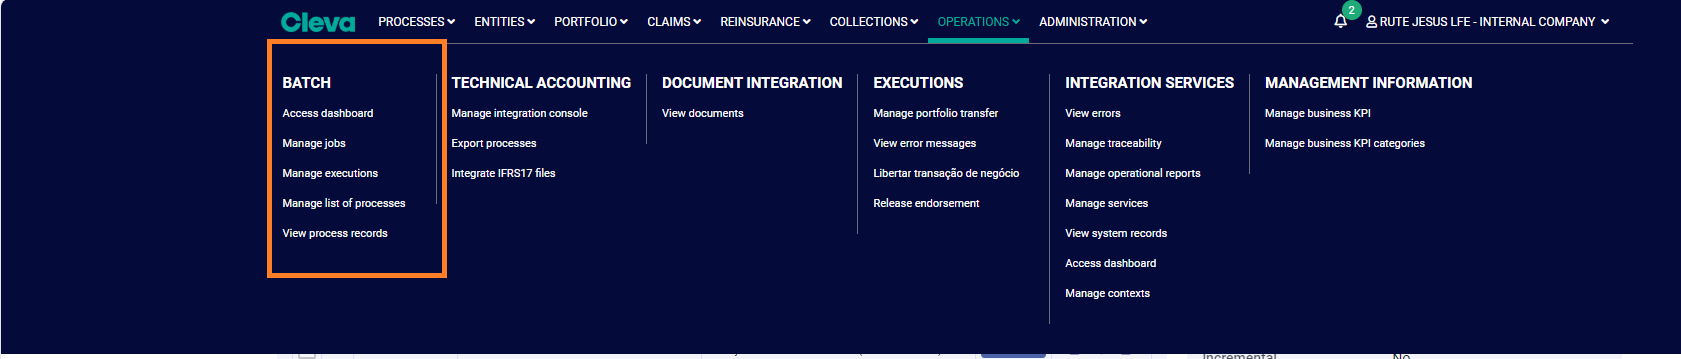 Cleva PROCESSES ENTITIES PORTFOLIO CLAIMS REINSURANCE COLLECTIONS OPERATIONS ADMINISTRATION 2 RUTE JESUS LFE - INTERNAL COMPANY
BATCH
Access dashboard
Manage jobs
Manage executions
Manage list of processes
View process records
TECHNICAL ACCOUNTING
Manage integration console
Export processes
Integrate IFRS17 files
DOCUMENT INTEGRATION
View documents
EXECUTIONS
Manage portfolio transfer
View error messages
Libertar transação de negócio
Release endorsement
INTEGRATION SERVICES
View errors
Manage traceability
Manage operational reports
Manage services
View system records
Access dashboard
Manage contexts
MANAGEMENT INFORMATION
Manage business KPI
Manage business KPI categories
Incremental No